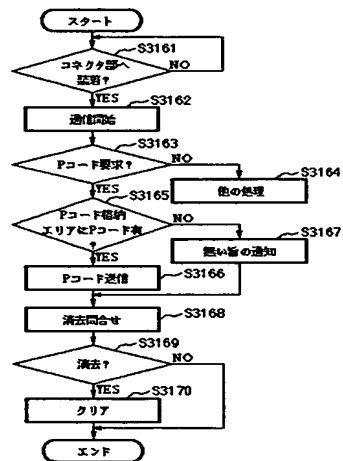 スタート
S3161
コネクタ部へ
装着?
NO
YES
S3162
通信開始
S3163
Pコード要求?
NO
YES
S3164
他の処理
S3165
Pコード格納
エリアにPコード有
?
NO
YES
S3167
無い旨の通知
Pコード送信
S3166
消去問合せ
S3168
S3169
消去?
NO
YES
S3170
クリア
エンド